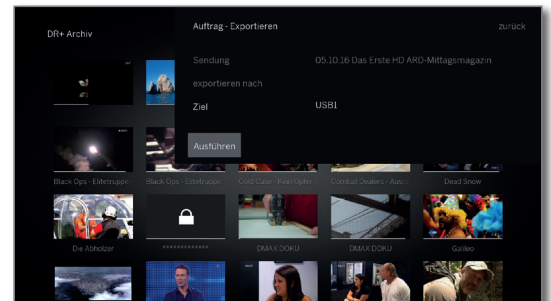 DR+ Archiv
Auftrag - Exportieren
zurück
Sendung
05.10.16 Das Erste HD ARD-Mittagsmagazin
exportieren nach
Ziel
USB1
Ausführen
Black Ops - Elitetruppe
Black Ops - Elitetruppe
Cold Case - Kein Opfer
Combat Dealers - Aus
Dead Snow
Die Abholzer
************
DMAX DOKU
DMAX DOKU
Galileo